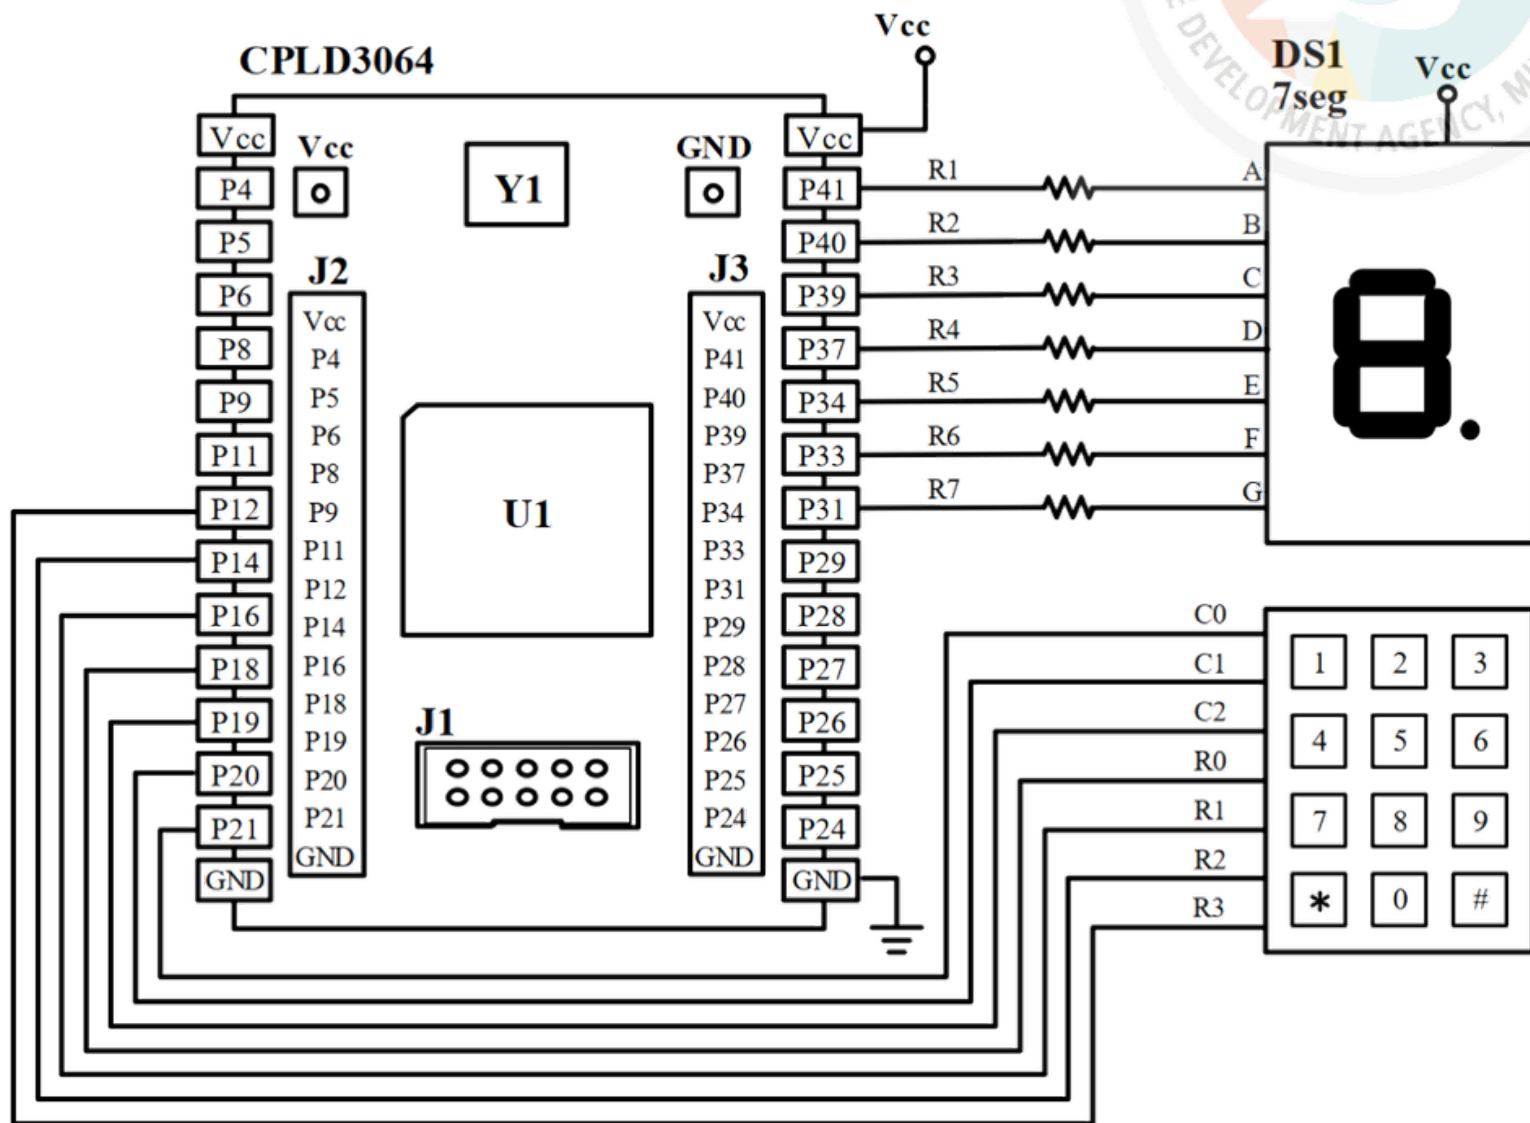 CPLD3064
Vcc
DS1
7seg
Vcc
E DEVELOPMENT AGENCY, MI
Vcc
P4
P5
P6
P8
P9
P11
P12
P14
P16
P18
P19
P20
P21
GND
Vcc
J2
Vcc
P4
P5
P6
P8
P9
P11
P12
P14
P16
P18
P19
P20
P21
GND
Y1
U1
J1
GND
J3
Vcc
P41
P40
P39
P37
P34
P33
P31
P29
P28
P27
P26
P25
P24
GND
Vcc
P41
P40
P39
P37
P34
P33
P31
P29
P28
P27
P26
P25
P24
GND
R1
R2
R3
R4
R5
R6
R7
A
B
C
D
E
F
G
8.
C0
C1
C2
R0
R1
R2
R3
1 2 3
4 5 6
7 8 9
* 0 #